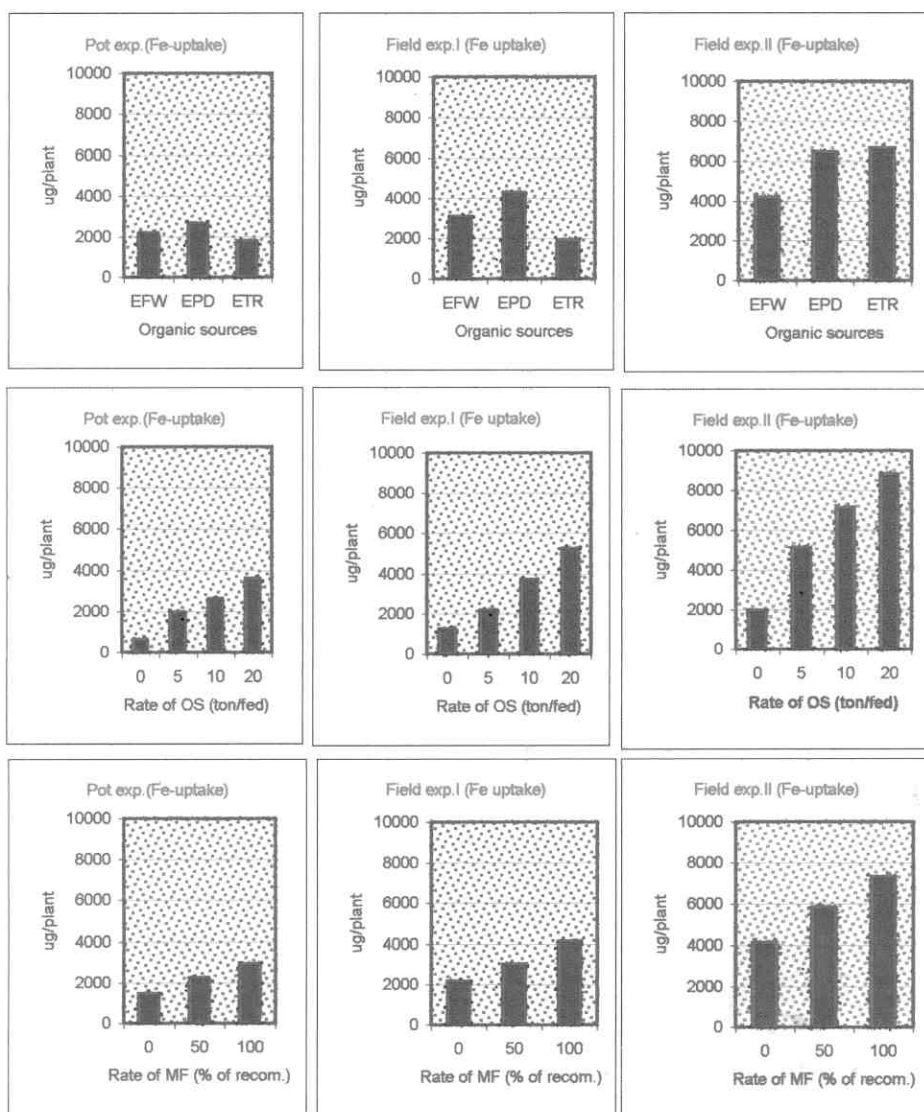 Pot exp.(Fe-uptake)
10000
8000
6000
4000
2000
0
ug/plant
EFW EPD ETR
Organic sources
Field exp.I (Fe uptake)
10000
8000
6000
4000
2000
0
ug/plant
EFW EPD ETR
Organic sources
Field exp.II (Fe-uptake)
10000
8000
6000
4000
2000
0
ug/plant
EFW EPD ETR
Organic sources
Pot exp.(Fe-uptake)
10000
8000
6000
4000
2000
0
ug/plant
0 5 10 20
Rate of OS (ton/fed)
Field exp.I (Fe uptake)
10000
8000
6000
4000
2000
0
ug/plant
0 5 10 20
Rate of OS (ton/fed)
Field exp.II (Fe-uptake)
10000
8000
6000
4000
2000
0
ug/plant
0 5 10 20
Rate of OS (ton/fed)
Pot exp.(Fe-uptake)
10000
8000
6000
4000
2000
0
ug/plant
0 50 100
Rate of MF (% of recom.)
Field exp.I (Fe uptake)
10000
8000
6000
4000
2000
0
ug/plant
0 50 100
Rate of MF (% of recom.)
Field exp.II (Fe-uptake)
10000
8000
6000
4000
2000
0
ug/plant
0 50 100
Rate of MF (% of recom.)